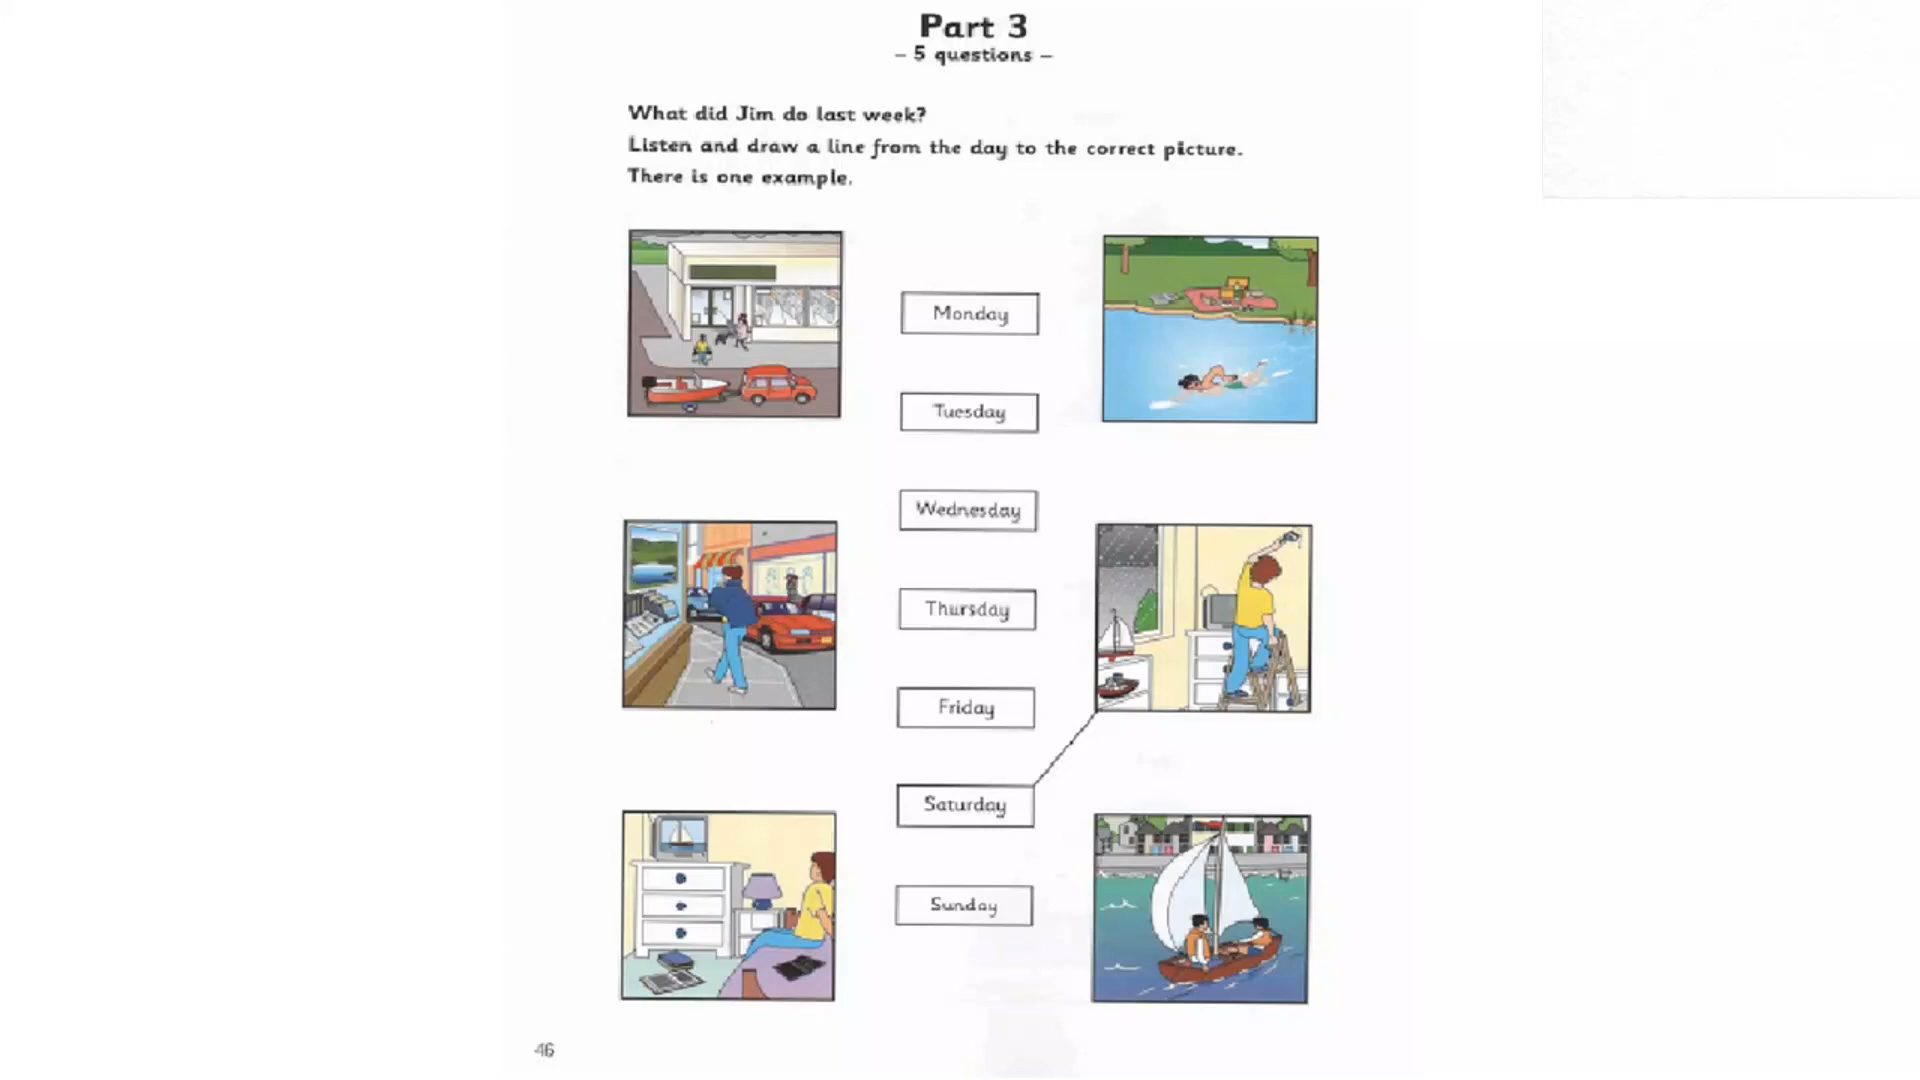 Part 3
– 5 questions –
What did Jim do last week?
Listen and draw a line from the day to the correct picture.
There is one example.
Monday
Tuesday
Wednesday
Thursday
Friday
Saturday
Sunday
46